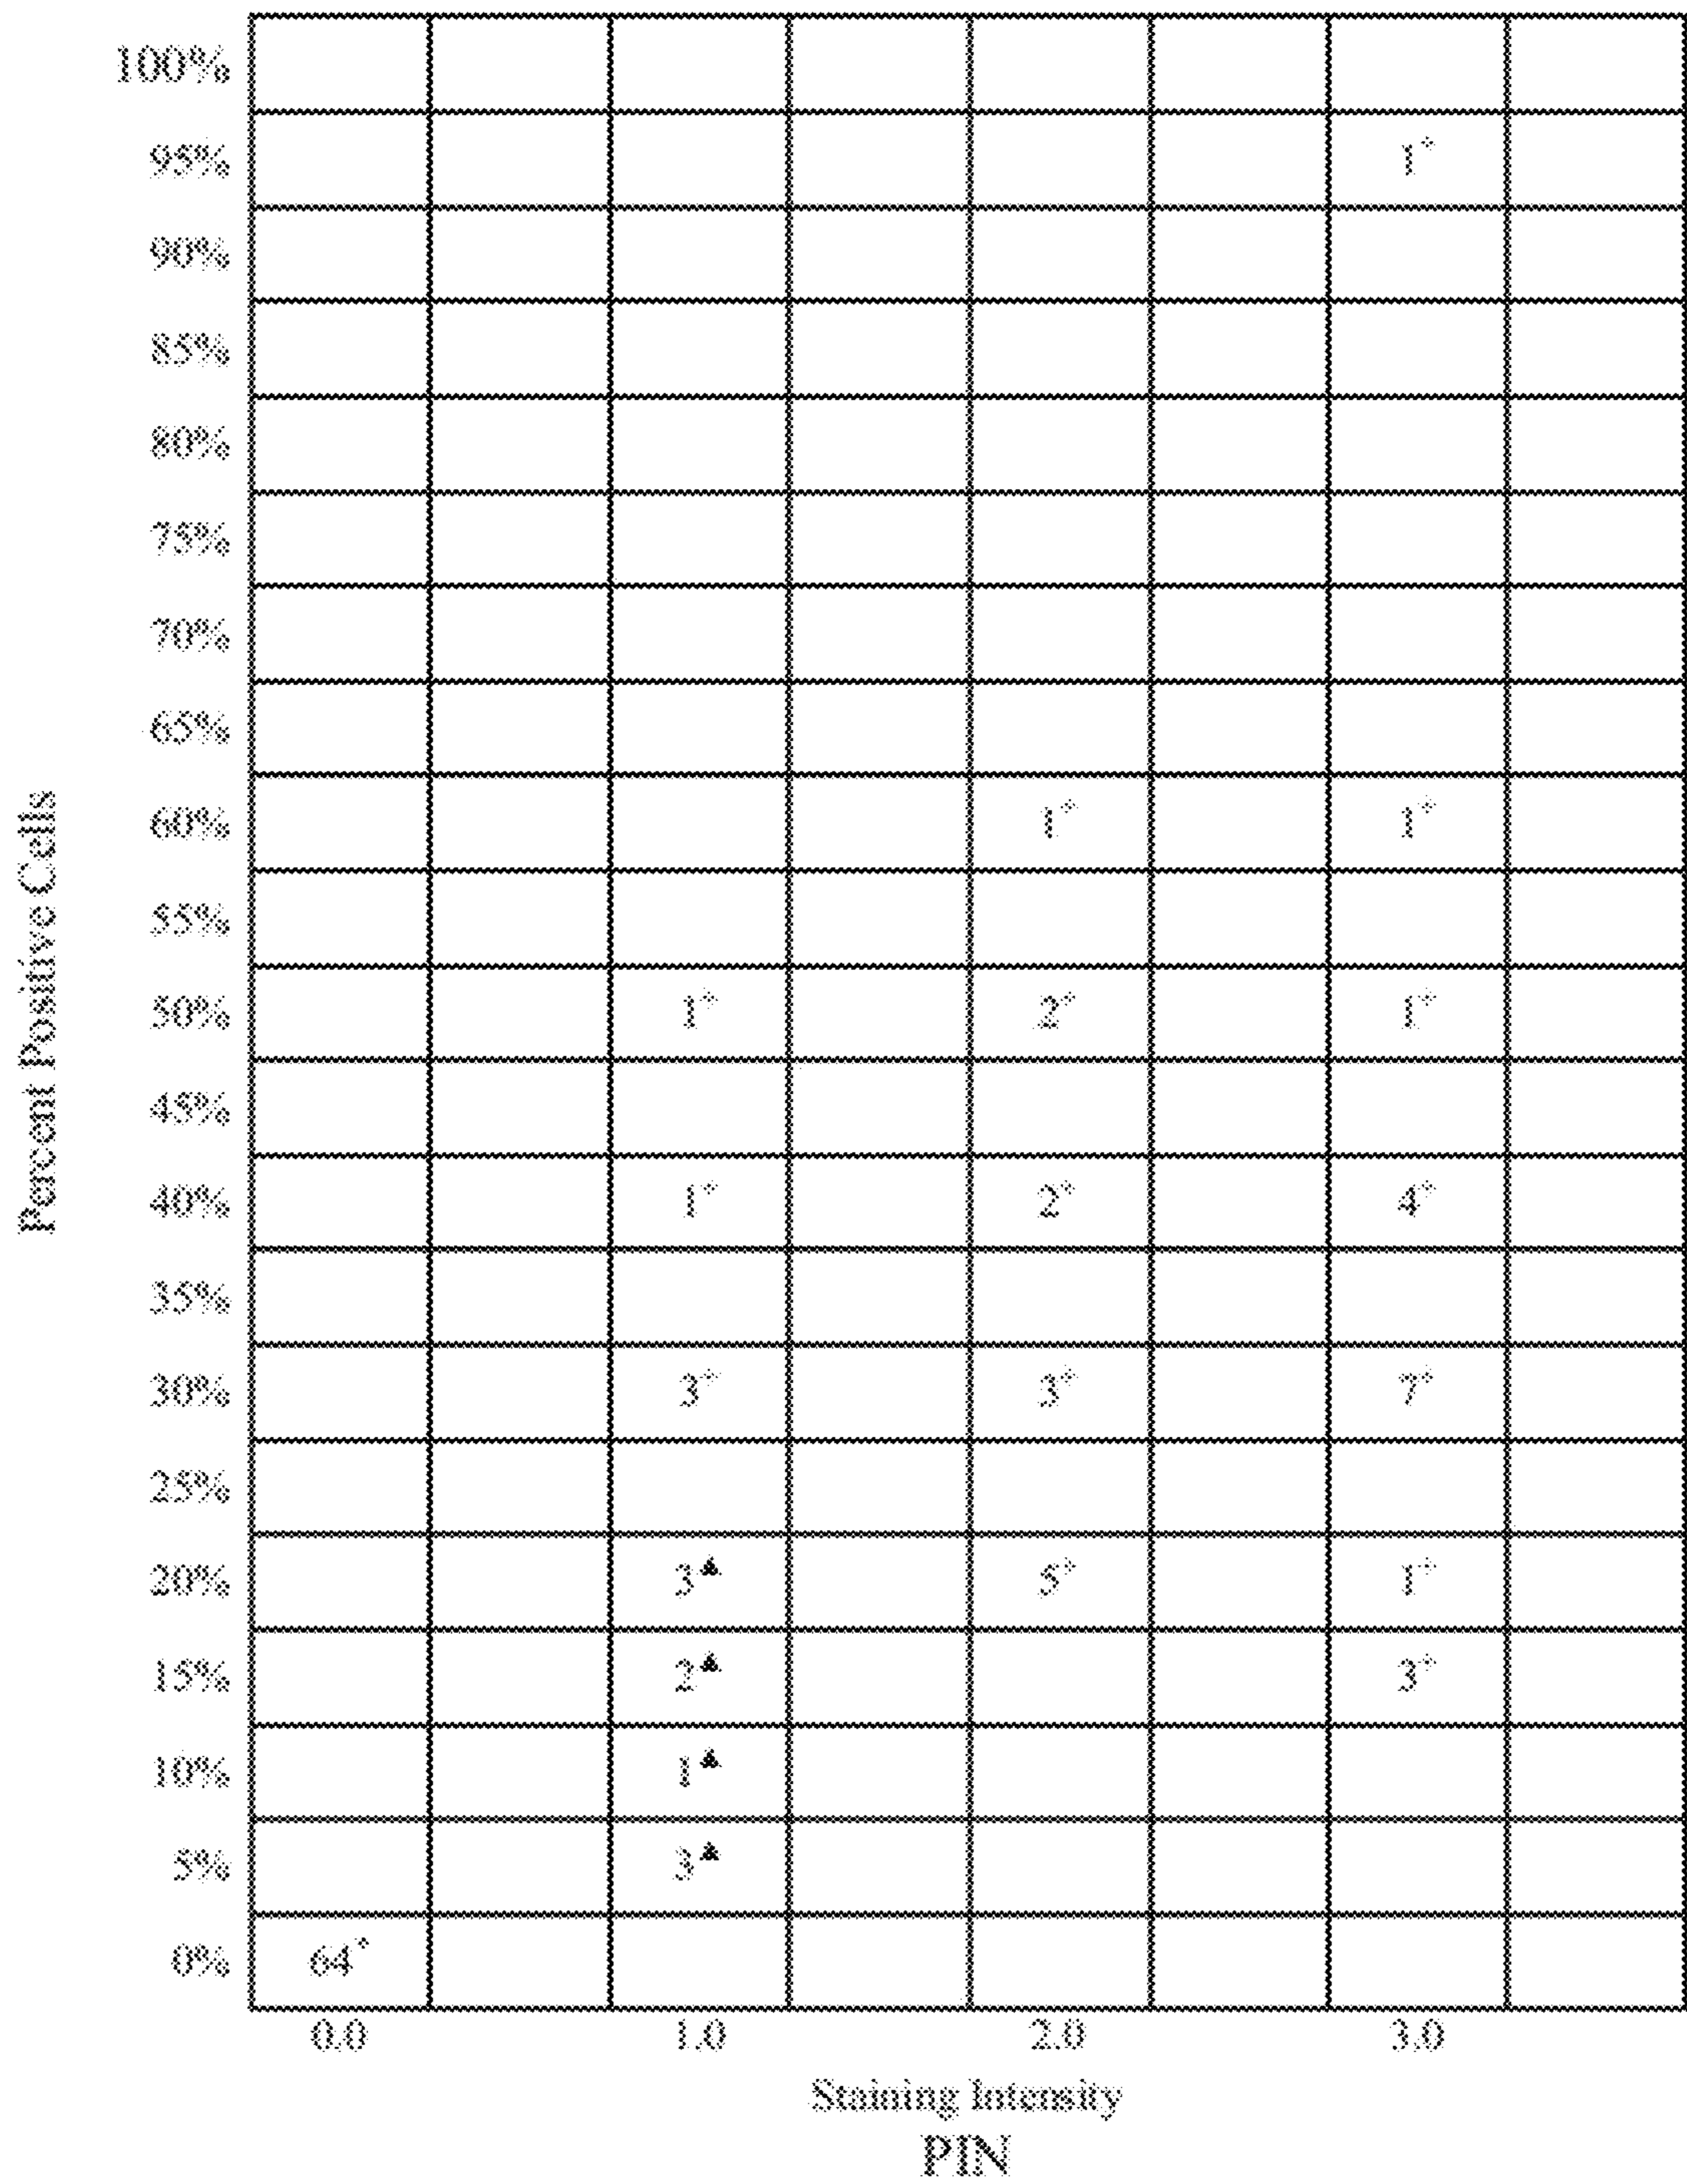 100%
95% 1+
90%
85%
80%
75%
70%
65%
60% 1+ 1+
55%
50% 1+ 2+ 1+
45%
40% 1+ 2+ 4+
35%
30% 3+ 3+ 7+
25%
20% 3▲ 5+ 1+
15% 2▲ 3+
10% 1▲
5% 3▲
0% 64*
0.0 1.0 2.0 3.0
Staining Intensity
PIN
Percent Positive Cells